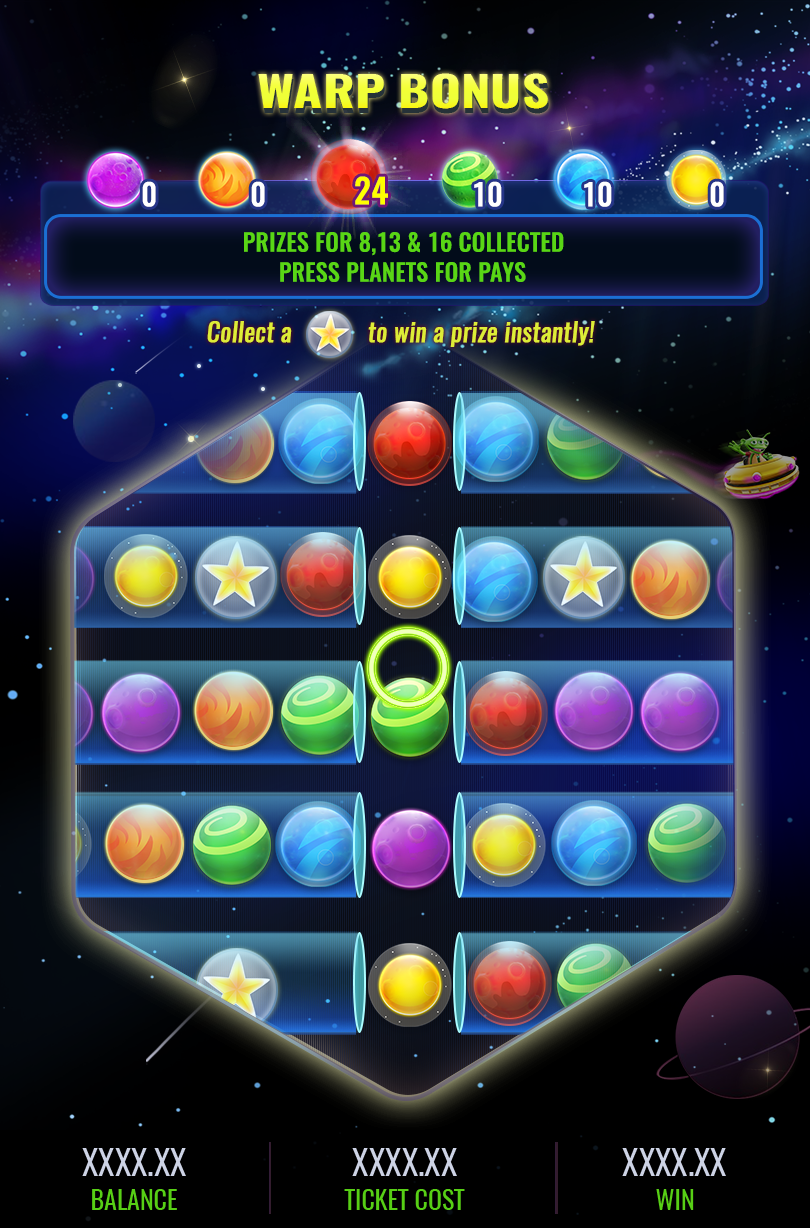 WARP BONUS
0 0 24 10 10 0
PRIZES FOR 8,13 & 16 COLLECTED
PRESS PLANETS FOR PAYS
Collect a to win a prize instantly!
XXXX.XX XXXX.XX XXXX.XX
BALANCE TICKET COST WIN